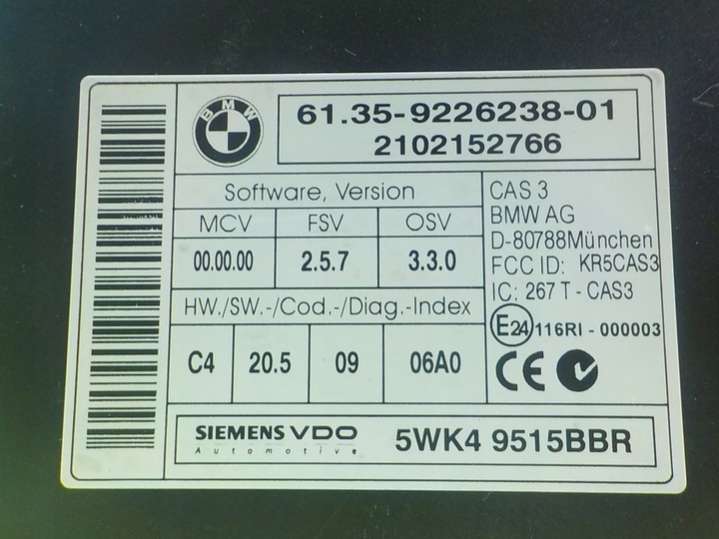 BMW
61.35-9226238-01
2102152766
Software, Version
MCV FSV OSV
00.00.00 2.5.7 3.3.0
HW./SW.-/Cod.-/Diag.-Index
C4 20.5 09 06A0
CAS 3
BMW AG
D-80788München
FCC ID: KR5CAS3
IC: 267 T - CAS3
E24 116RI - 000003
CE
SIEMENS VDO
Automotive
5WK4 9515BBR